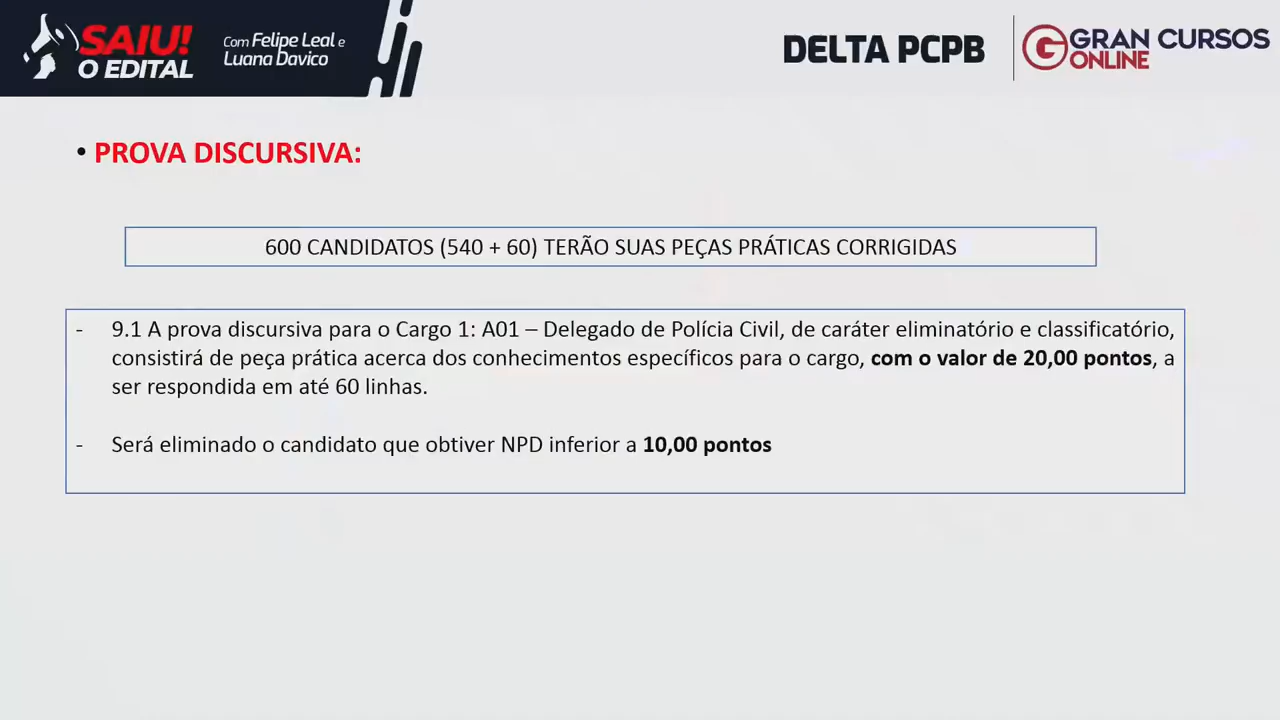 SAIU!
O EDITAL
Com Felipe Leal e
Luana Davico
DELTA PCPB
GRAN CURSOS
ONLINE
• PROVA DISCURSIVA:
600 CANDIDATOS (540 + 60) TERÃO SUAS PEÇAS PRÁTICAS CORRIGIDAS
- 9.1 A prova discursiva para o Cargo 1: A01 – Delegado de Polícia Civil, de caráter eliminatório e classificatório,
consistirá de peça prática acerca dos conhecimentos específicos para o cargo, com o valor de 20,00 pontos, a
ser respondida em até 60 linhas.
- Será eliminado o candidato que obtiver NPD inferior a 10,00 pontos